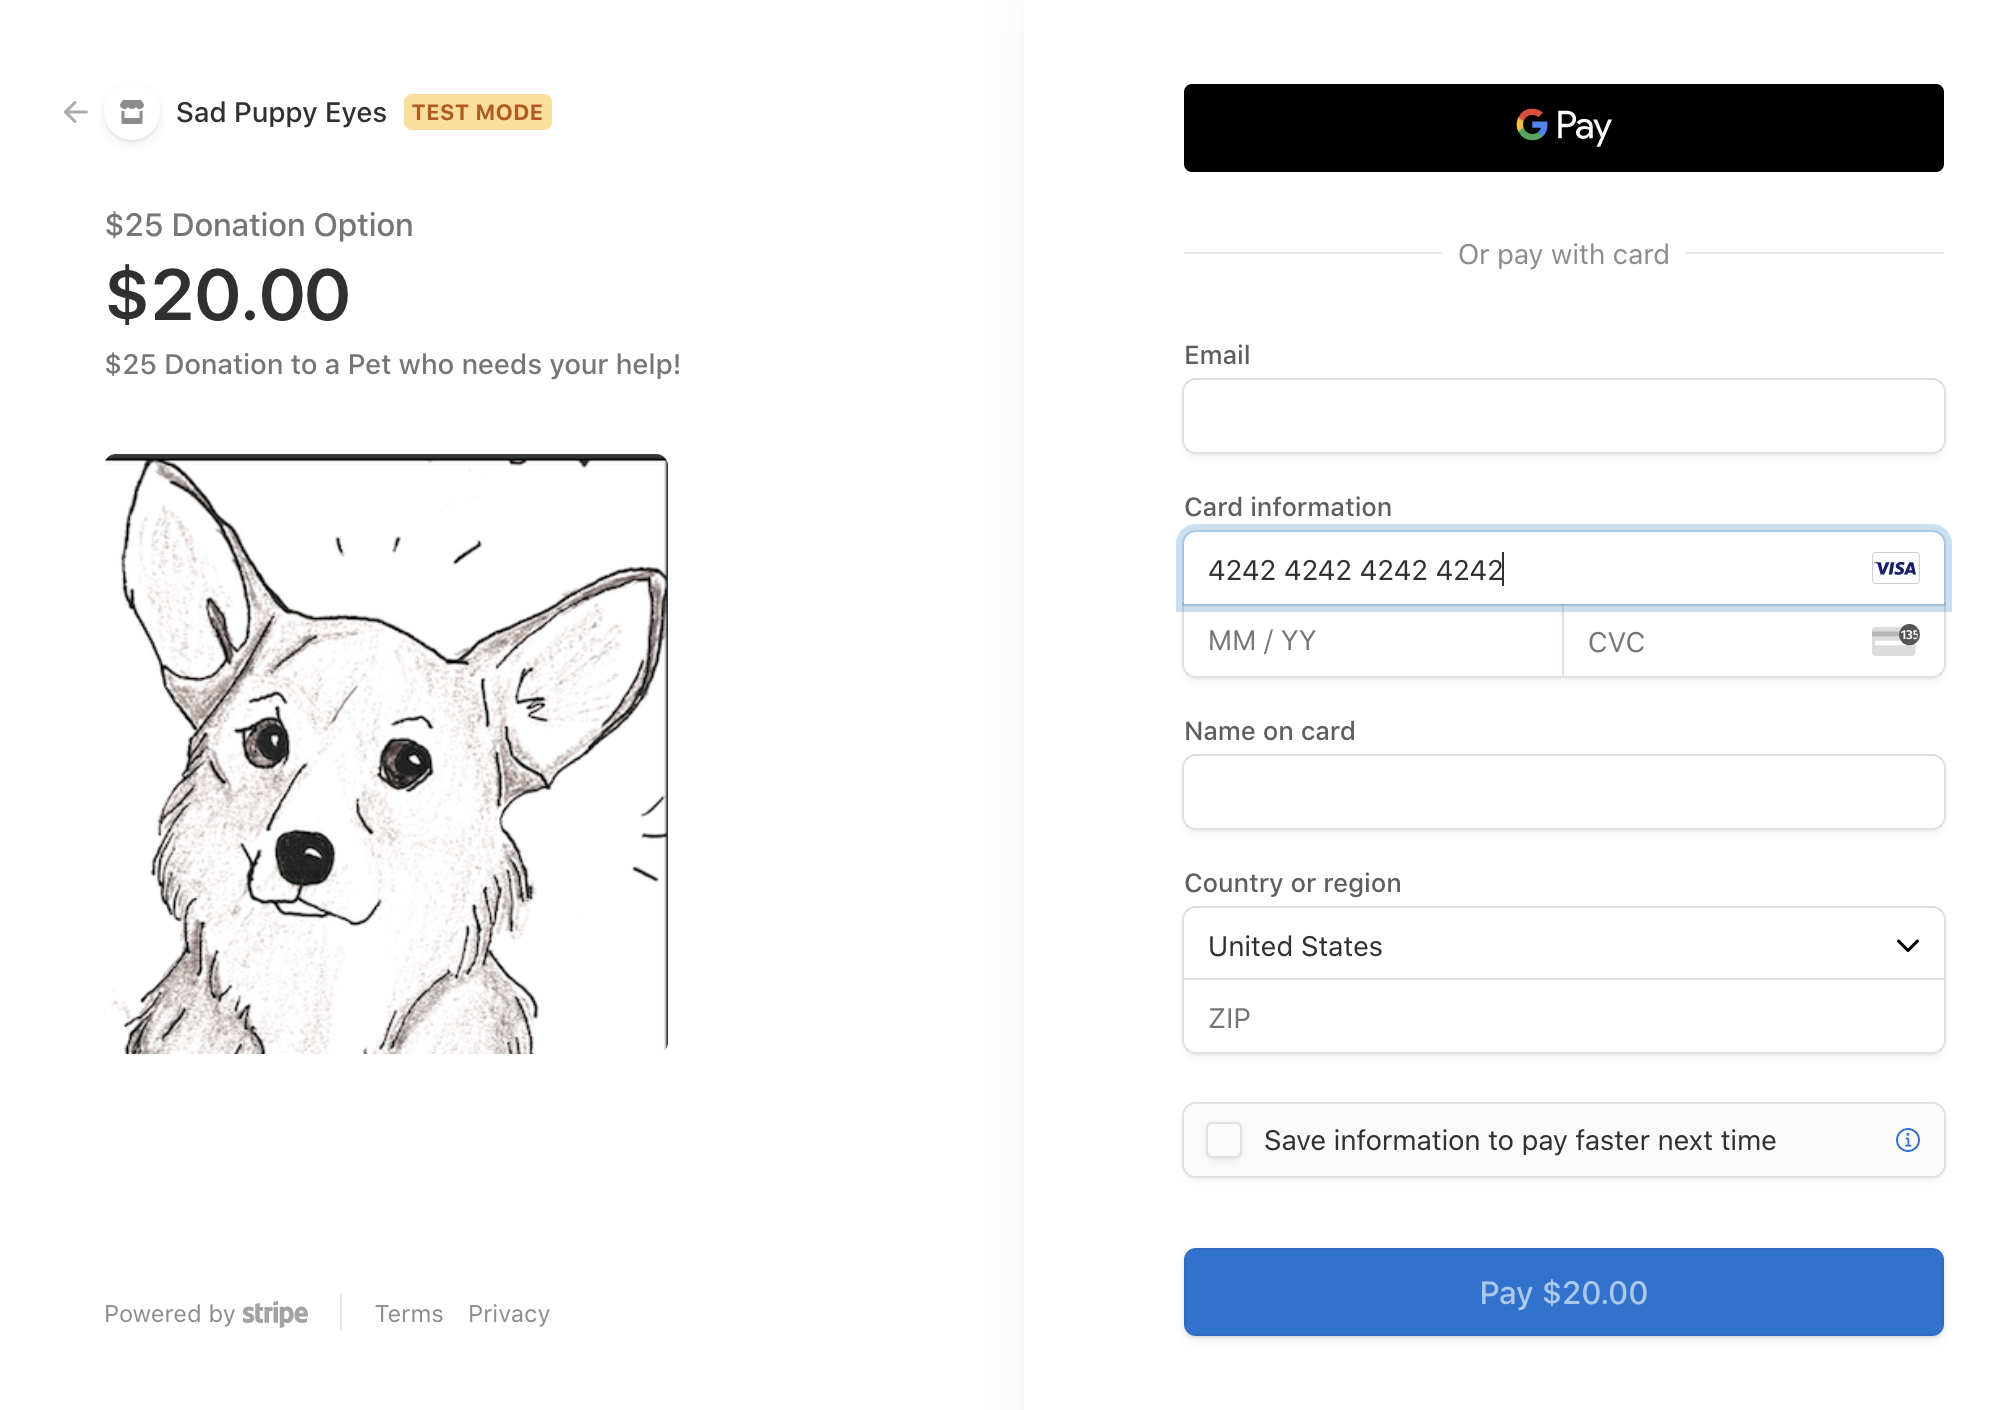 Sad Puppy Eyes TEST MODE
$25 Donation Option
$20.00
$25 Donation to a Pet who needs your help!
Powered by stripe
Terms Privacy
G Pay
Or pay with card
Email
Card information
4242 4242 4242 4242 VISA
MM / YY CVC 135
Name on card
Country or region
United States
ZIP
Save information to pay faster next time
Pay $20.00